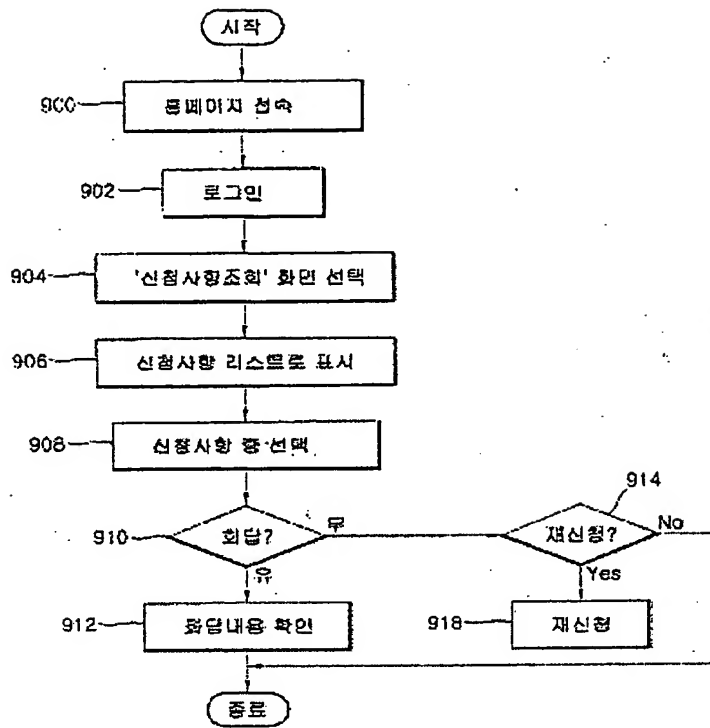 시작
900
홈페이지 접속
902
로그인
904
'신청사항조회' 화면 선택
906
신청사항 리스트로 표시
908
신청사항 중 선택
910
회답?
무
유
914
재신청?
No
Yes
912
회답내용 확인
918
재신청
종료